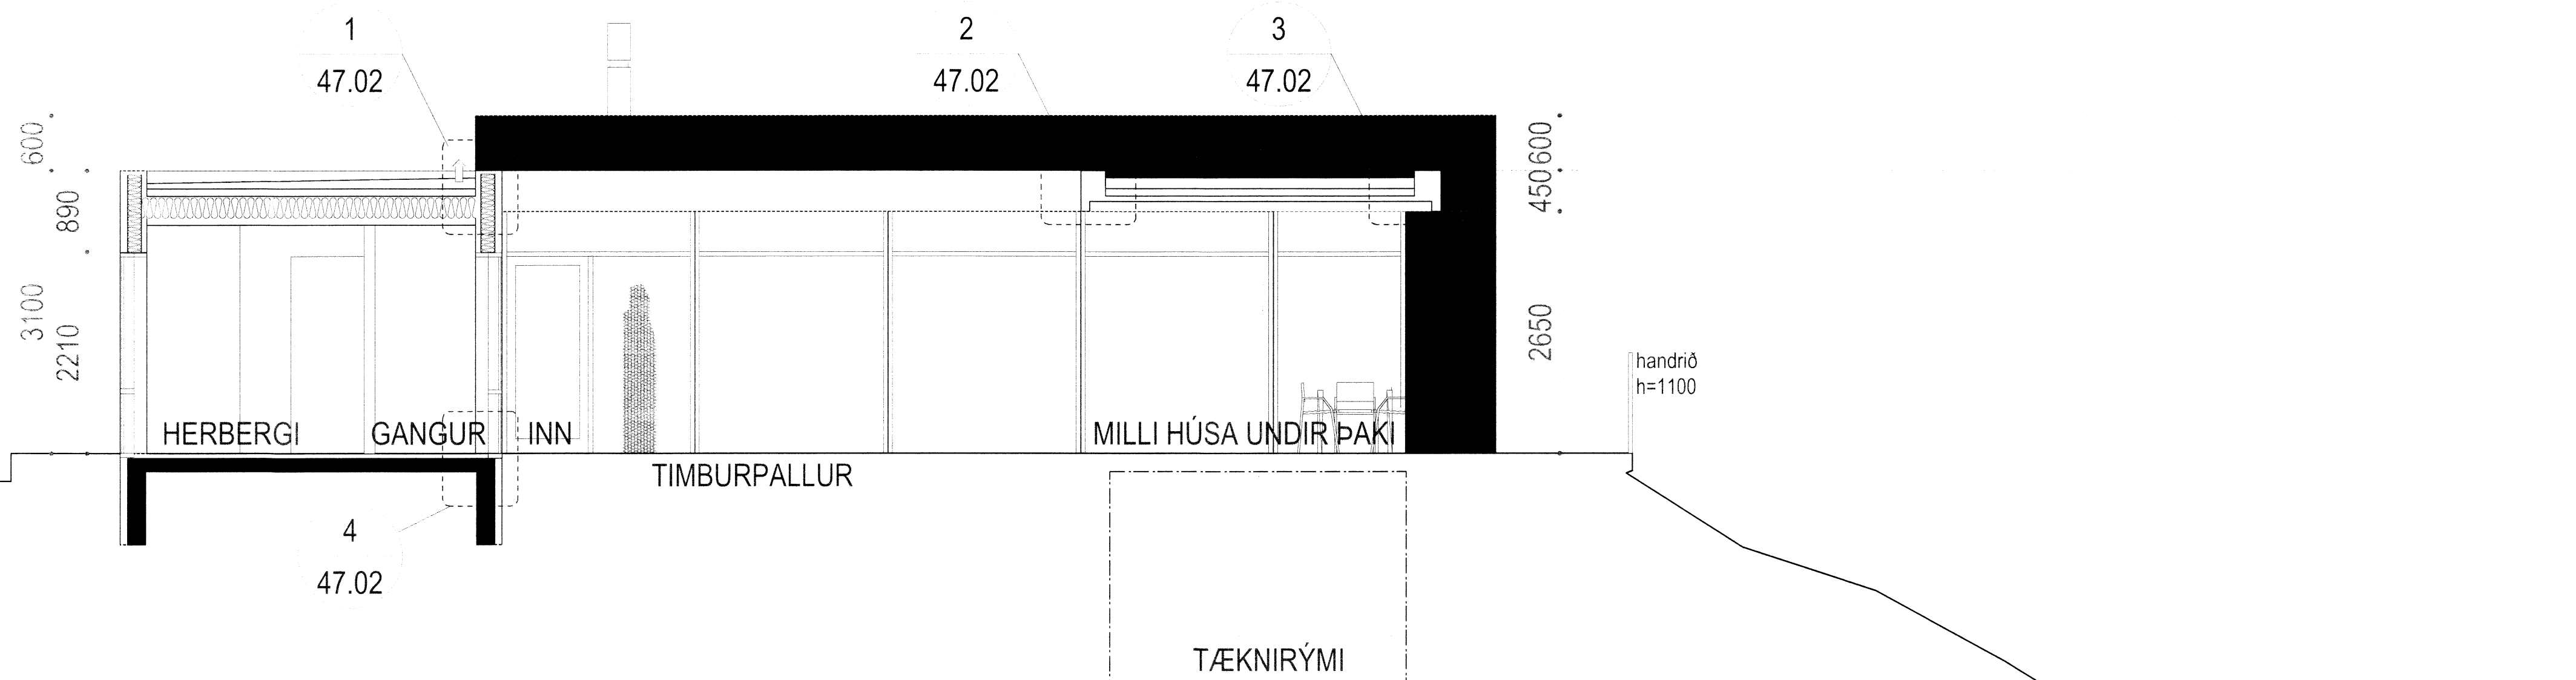 1
47.02
2
47.02
3
47.02
600
890
3100
2210
600
450
2650
handrið
h=1100
HERBERGI
GANGUR
INN
MILLI HÚSA UNDIR ÞAKI
TIMBURPALLUR
4
47.02
TÆKNIRÝMI